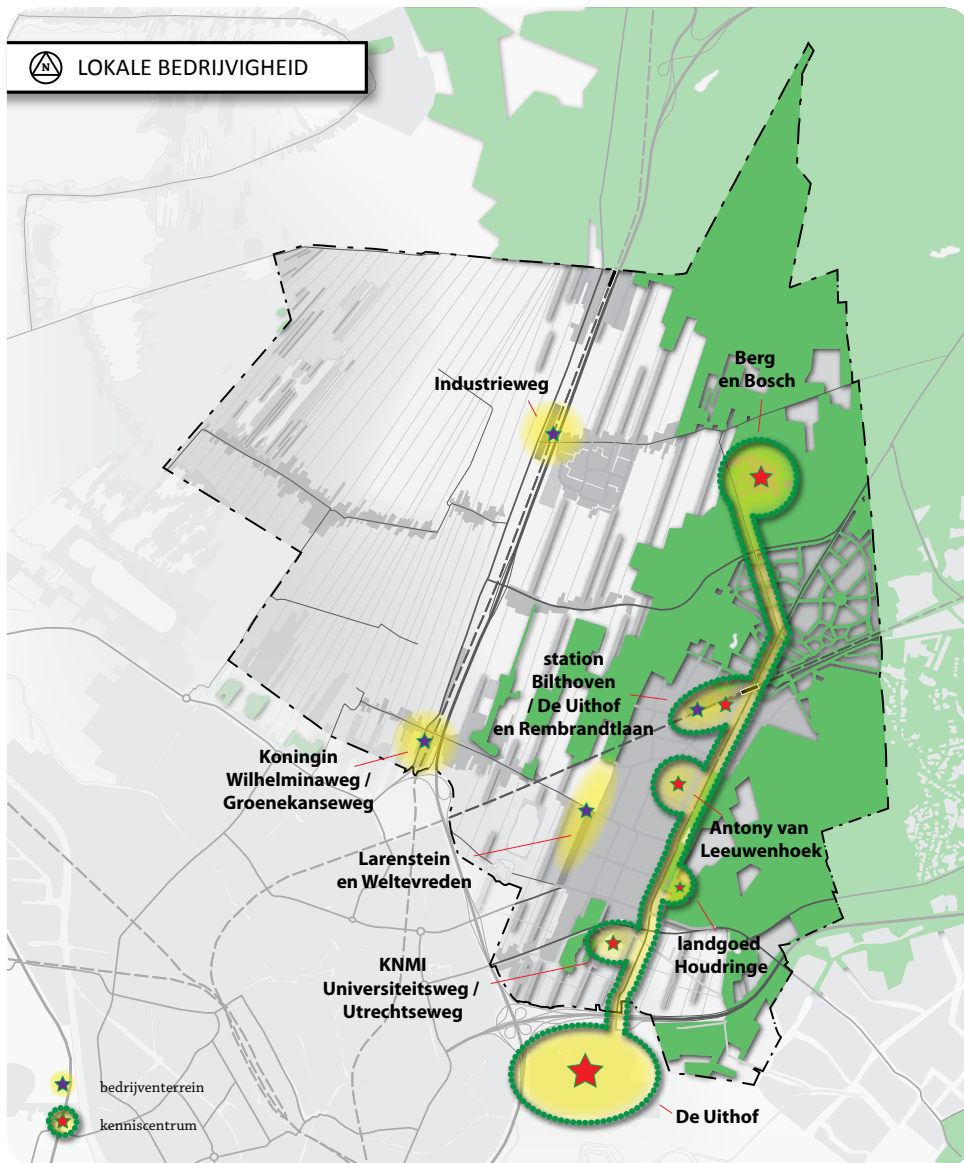 N
LOKALE BEDRIJVIGHEID
Berg
en Bosch
Industrieweg
station
Bilthoven
/ De Uithof
en Rembrandtlaan
Koningin
Wilhelminaweg /
Groenekanseweg
Antony van
Leeuwenhoek
Larenstein
en Weltevreden
landgoed
Houdringe
KNMI
Universiteitsweg /
Utrechtseweg
De Uithof
bedrijventerrein
kenniscentrum